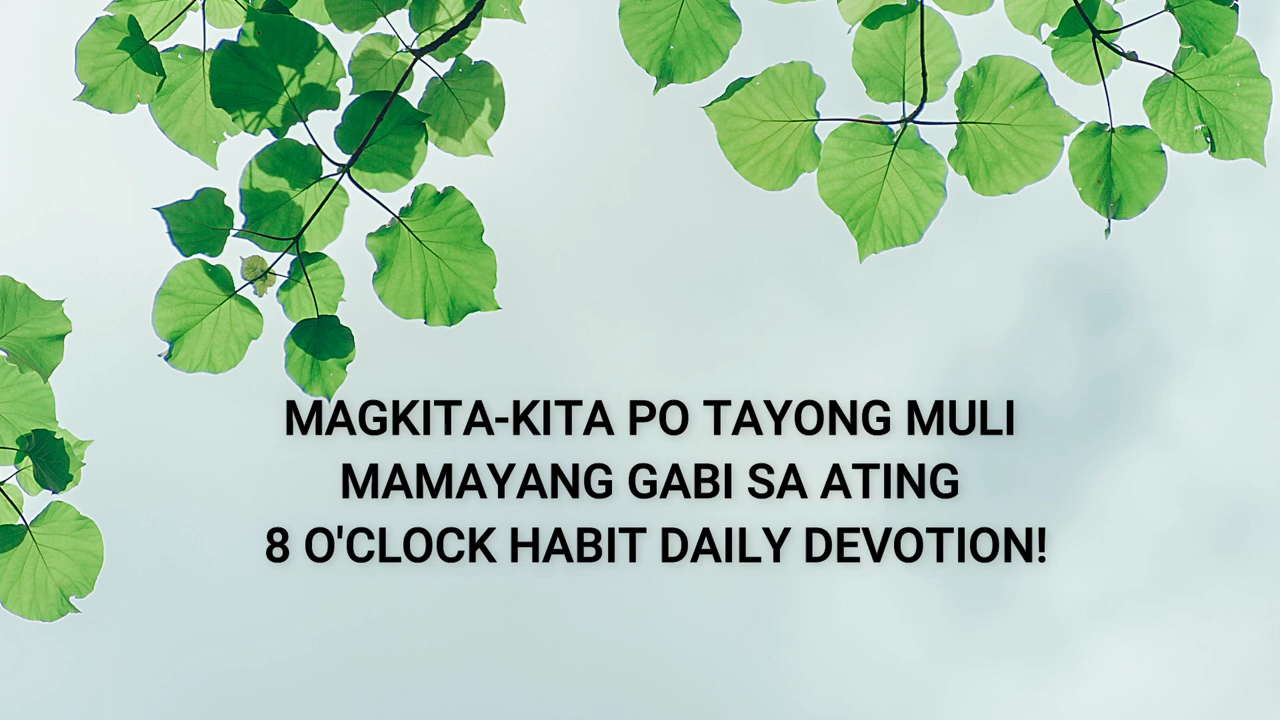 MAGKITA-KITA PO TAYONG MULI
MAMAYANG GABI SA ATING
8 O'CLOCK HABIT DAILY DEVOTION!